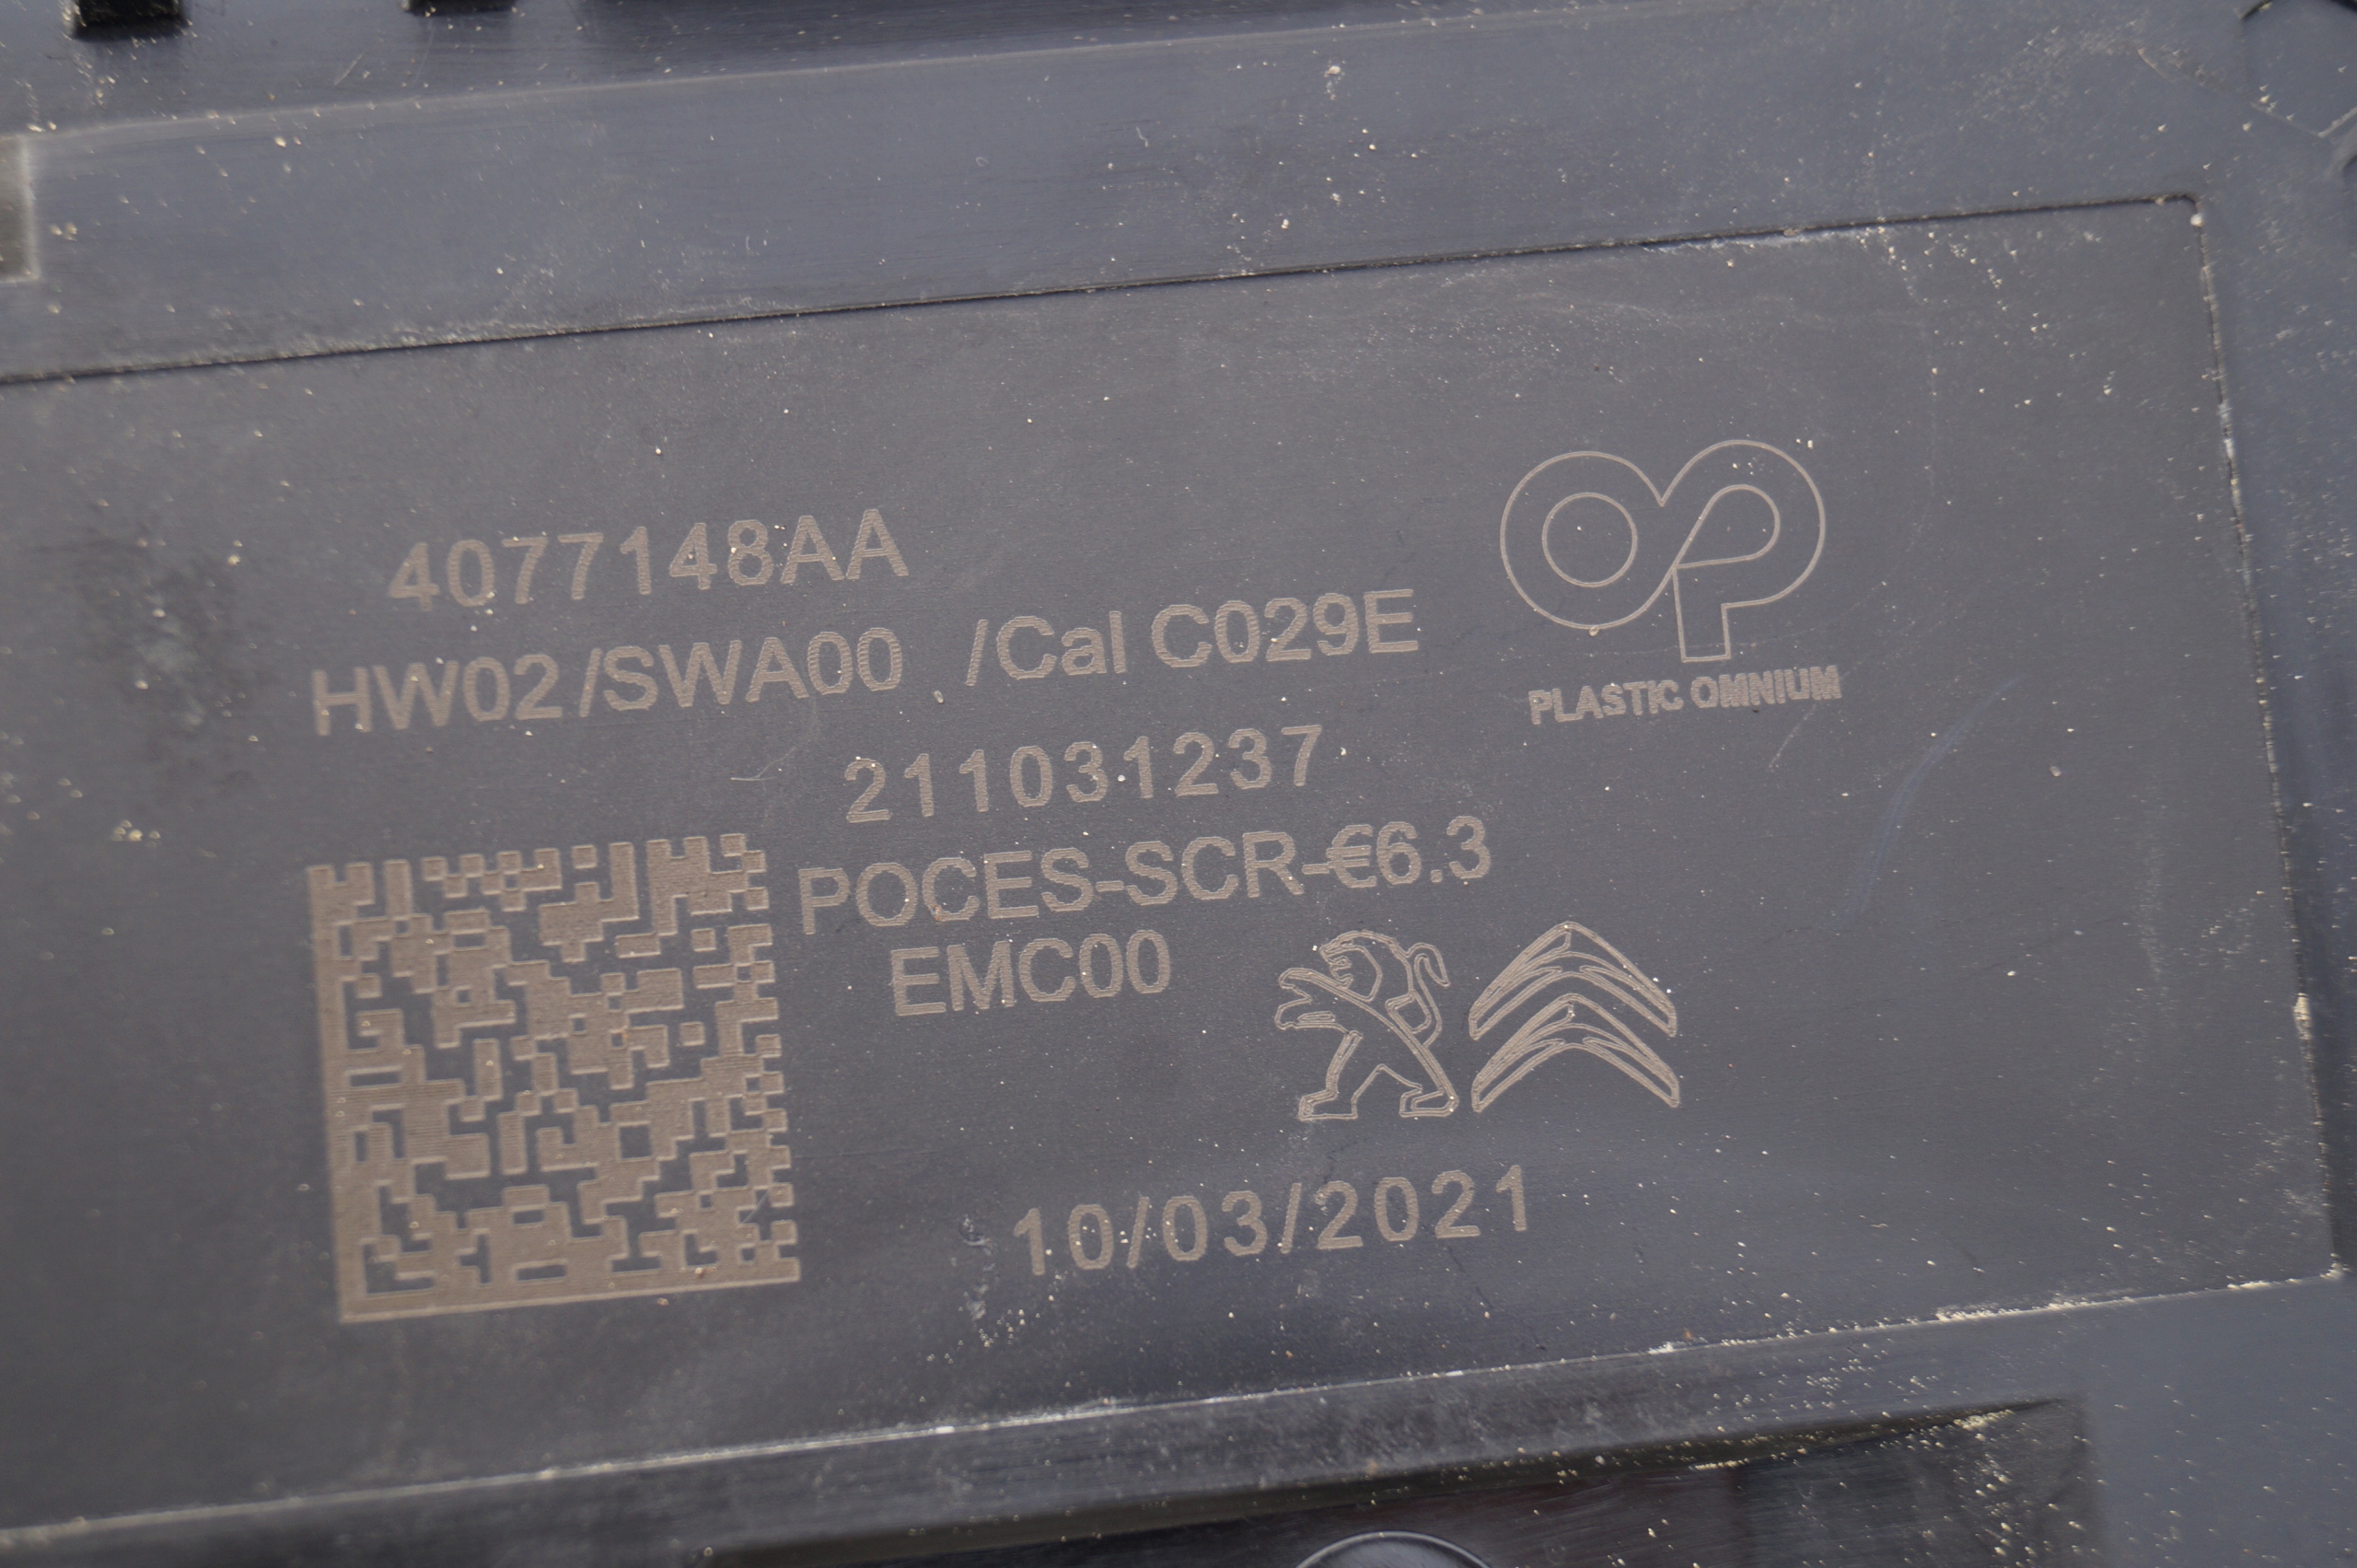 4077148AA
HW02/SWA00 /Cal C029E
PLASTIC OMNIUM
211031237
POCES-SCR-€6.3
EMC00
10/03/2021